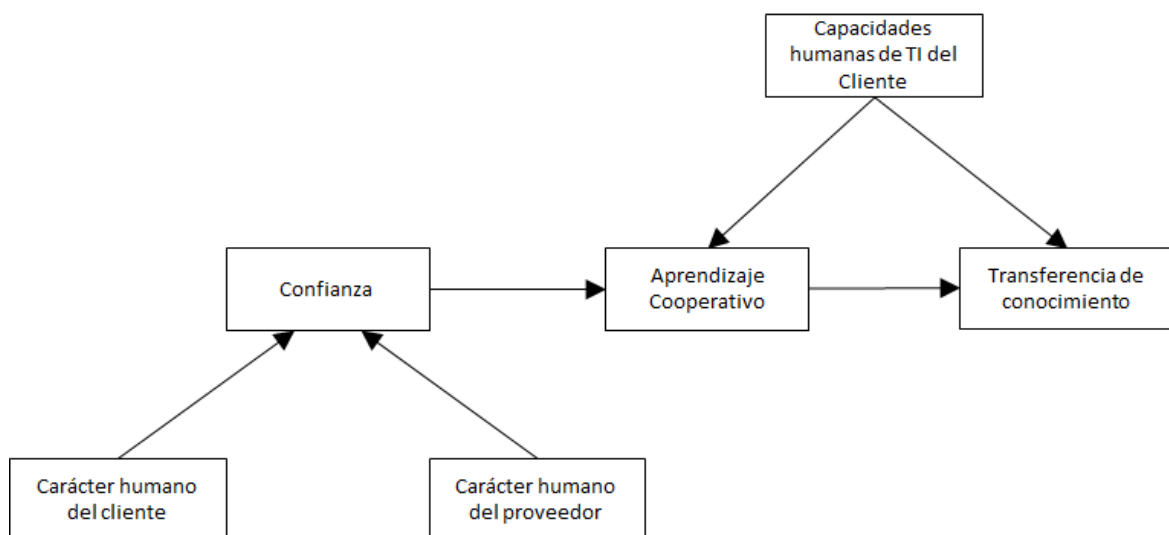 Capacidades
humanas de TI del
Cliente
Confianza
Aprendizaje
Cooperativo
Transferencia de
conocimiento
Carácter humano
del cliente
Carácter humano
del proveedor